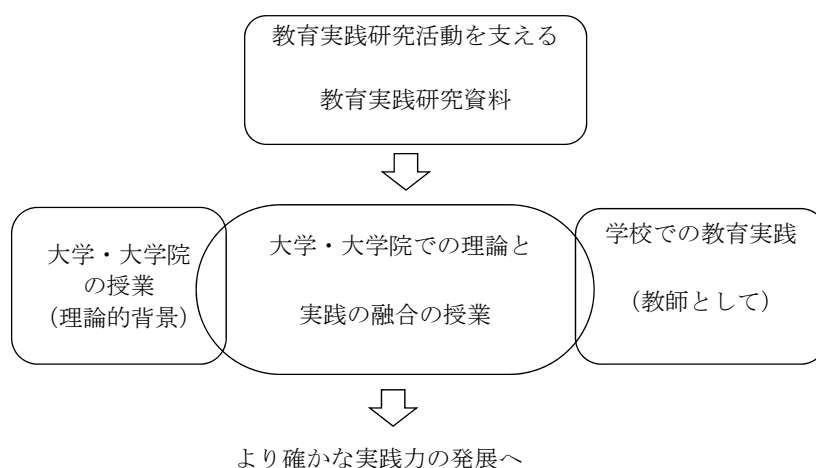 教育実践研究活動を支える
教育実践研究資料
大学・大学院
の授業
（理論的背景）
大学・大学院での理論と
実践の融合の授業
学校での教育実践
（教師として）
より確かな実践力の発展へ